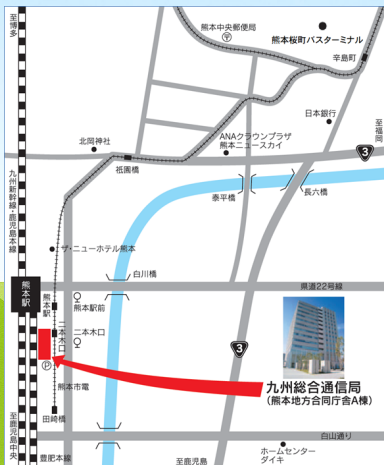 至博多
熊本中央郵便局
熊本桜町バスターミナル
辛島町
日本銀行
至福岡
ANAクラウンプラザ
熊本ニュースカイ
3
北岡神社
祇園橋
泰平橋
長六橋
九州新幹線・鹿児島本線
ザ・ニューホテル熊本
白川橋
熊本駅
県道22号線
熊本駅
熊本駅前
二本木口
二本木口
P
3
九州総合通信局
(熊本地方合同庁舎A棟)
熊本市電
田崎橋
白山通り
至鹿児島中央
豊肥本線
至鹿児島
ホームセンター
ダイキ